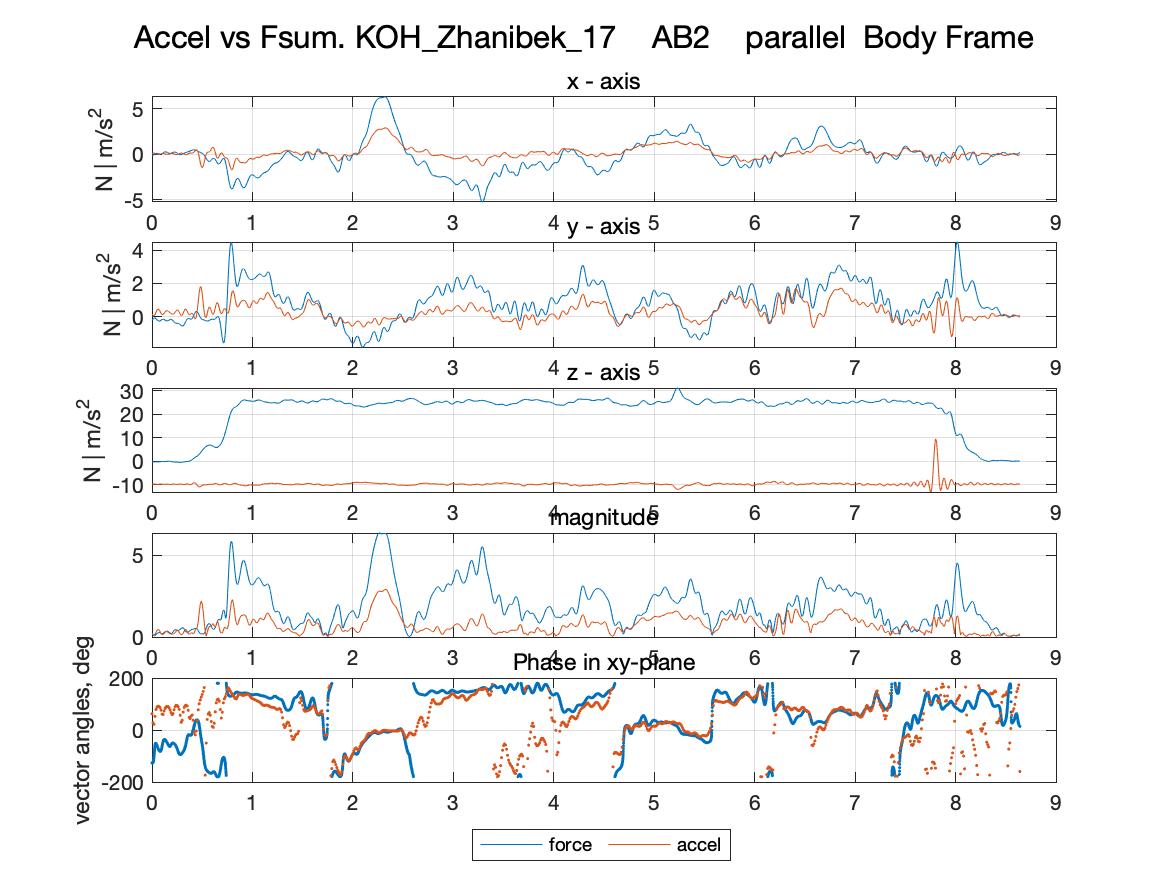 Accel vs Fsum. KOH_Zhanibek_17 AB2 parallel Body Frame
x - axis
N | m/s2
5
0
-5
0 1 2 3 4 5 6 7 8 9
y - axis
N | m/s2
4
2
0
0 1 2 3 4 5 6 7 8 9
z - axis
N | m/s2
30
20
10
0
-10
0 1 2 3 4 5 6 7 8 9
magnitude
5
0
0 1 2 3 4 5 6 7 8 9
Phase in xy-plane
vector angles, deg
200
0
-200
0 1 2 3 4 5 6 7 8 9
force accel